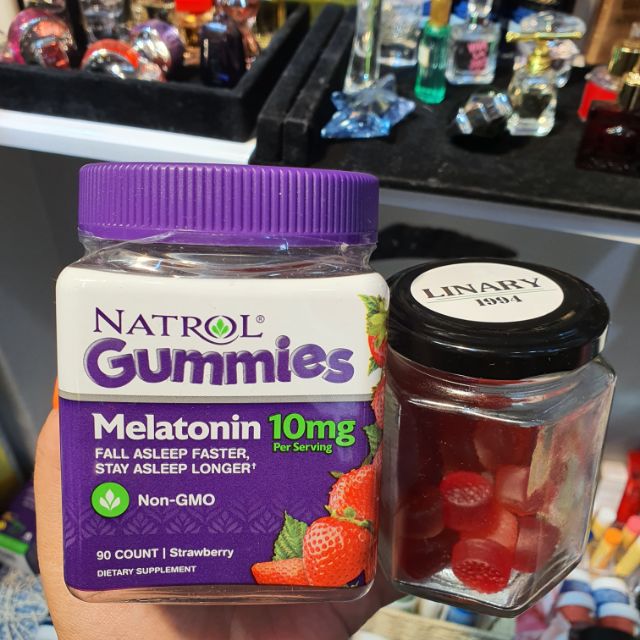 NATROL®
Gummies
Melatonin 10mg
Per Serving
FALL ASLEEP FASTER,
STAY ASLEEP LONGER†
Non-GMO
90 COUNT | Strawberry
DIETARY SUPPLEMENT
LINARY
1994